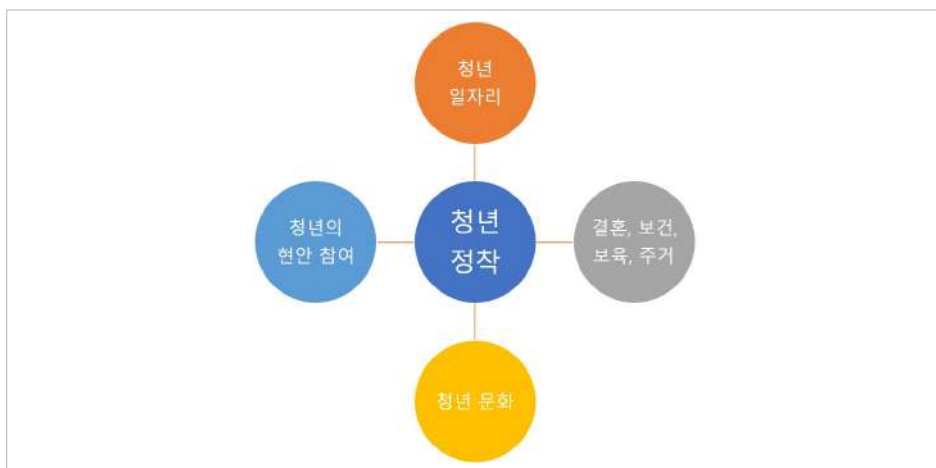 청년
일자리
청년의
현안 참여
청년
정착
결혼, 보건,
보육, 주거
청년 문화